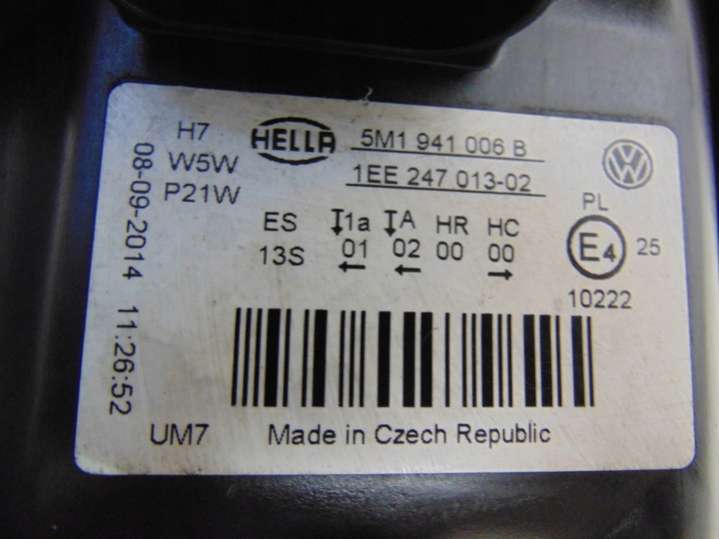 H7
W5W
P21W
HELLA
5M1 941 006 B
1EE 247 013-02
VW
08-09-2014 11:26:52
ES 1a A HR HC
13S 01 02 00 00
PL
E4 25
10222
UM7 Made in Czech Republic